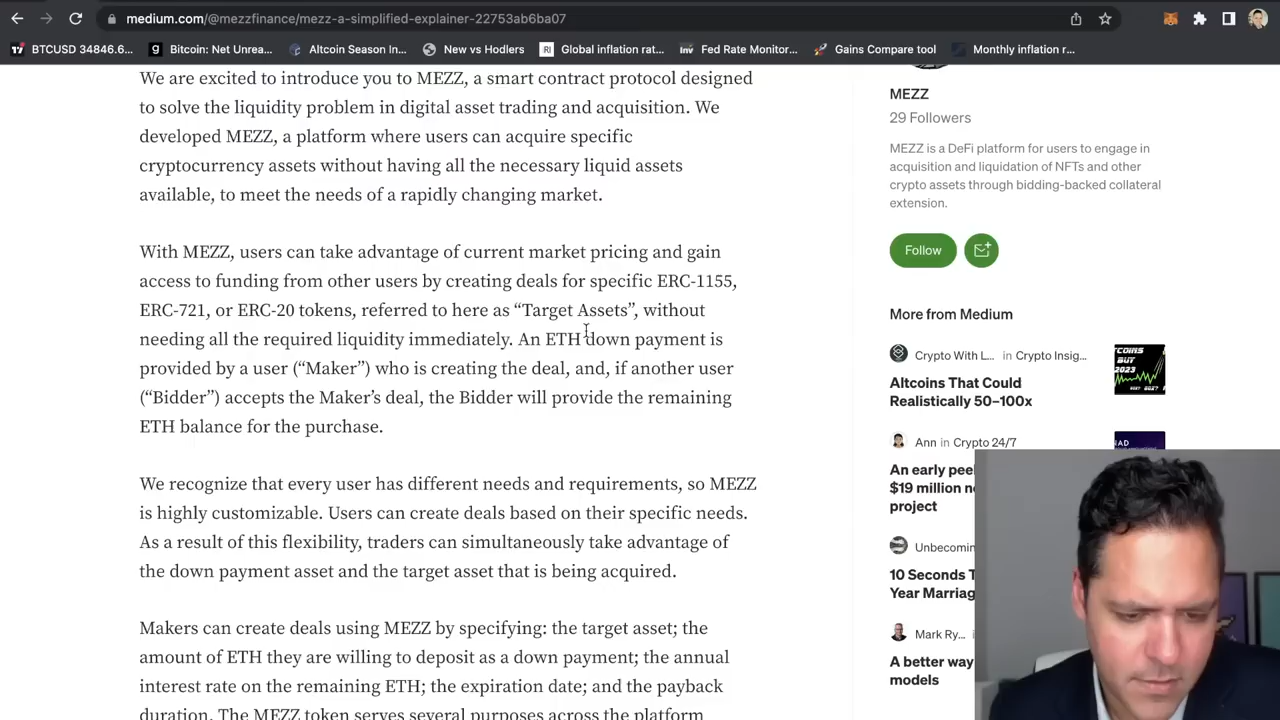 medium.com/@mezzfinance/mezz-a-simplified-explainer-22753ab6ba07
BTCUSD 34846.6...
Bitcoin: Net Unrea...
Altcoin Season In...
New vs Hodlers
Global inflation rat...
Fed Rate Monitor...
Gains Compare tool
Monthly inflation r...
We are excited to introduce you to MEZZ, a smart contract protocol designed
to solve the liquidity problem in digital asset trading and acquisition. We
developed MEZZ, a platform where users can acquire specific
cryptocurrency assets without having all the necessary liquid assets
available, to meet the needs of a rapidly changing market.
With MEZZ, users can take advantage of current market pricing and gain
access to funding from other users by creating deals for specific ERC-1155,
ERC-721, or ERC-20 tokens, referred to here as “Target Assets”, without
needing all the required liquidity immediately. An ETH down payment is
provided by a user (“Maker”) who is creating the deal, and, if another user
(“Bidder”) accepts the Maker’s deal, the Bidder will provide the remaining
ETH balance for the purchase.
We recognize that every user has different needs and requirements, so MEZZ
is highly customizable. Users can create deals based on their specific needs.
As a result of this flexibility, traders can simultaneously take advantage of
the down payment asset and the target asset that is being acquired.
Makers can create deals using MEZZ by specifying: the target asset; the
amount of ETH they are willing to deposit as a down payment; the annual
interest rate on the remaining ETH; the expiration date; and the payback
duration. The MEZZ token serves several purposes across the platform
MEZZ
29 Followers
MEZZ is a DeFi platform for users to engage in
acquisition and liquidation of NFTs and other
crypto assets through bidding-backed collateral
extension.
Follow
More from Medium
Crypto With L... in Crypto Insig...
Altcoins That Could
Realistically 50–100x
Ann in Crypto 24/7
An early pee
$19 million n
project
Unbecomin
10 Seconds T
Year Marriag
Mark Ry...
A better way
models